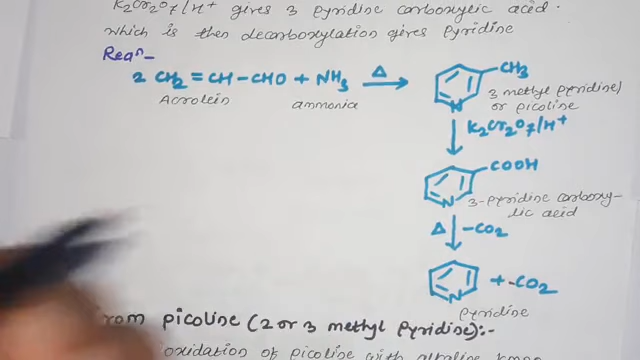 K₂Cr₂O₇/H⁺ gives 3 pyridine carboxylic acid.
Which is then decarboxylation gives Pyridine
Reaⁿ–
2 CH₂=CH–CHO + NH₃ Δ
Acrolein ammonia
CH₃
N
3 methyl pyridine)
or picoline
K₂Cr₂O₇/H⁺
COOH
N
3-pyridine carboxy-
lic acid
Δ –CO₂
N + CO₂
Pyridine
From picoline (2 or 3 methyl Pyridine):-
oxidation of picoline with alkaline